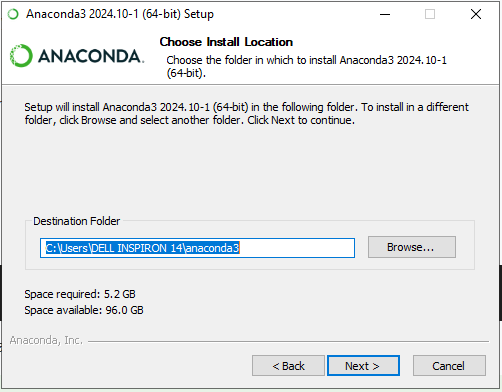 Anaconda3 2024.10-1 (64-bit) Setup
ANACONDA.
Choose Install Location
Choose the folder in which to install Anaconda3 2024.10-1
(64-bit).
Setup will install Anaconda3 2024.10-1 (64-bit) in the following folder. To install in a different
folder, click Browse and select another folder. Click Next to continue.
Destination Folder
C:\Users\DELL INSPIRON 14\anaconda3
Browse...
Space required: 5.2 GB
Space available: 96.0 GB
Anaconda, Inc.
< Back
Next >
Cancel